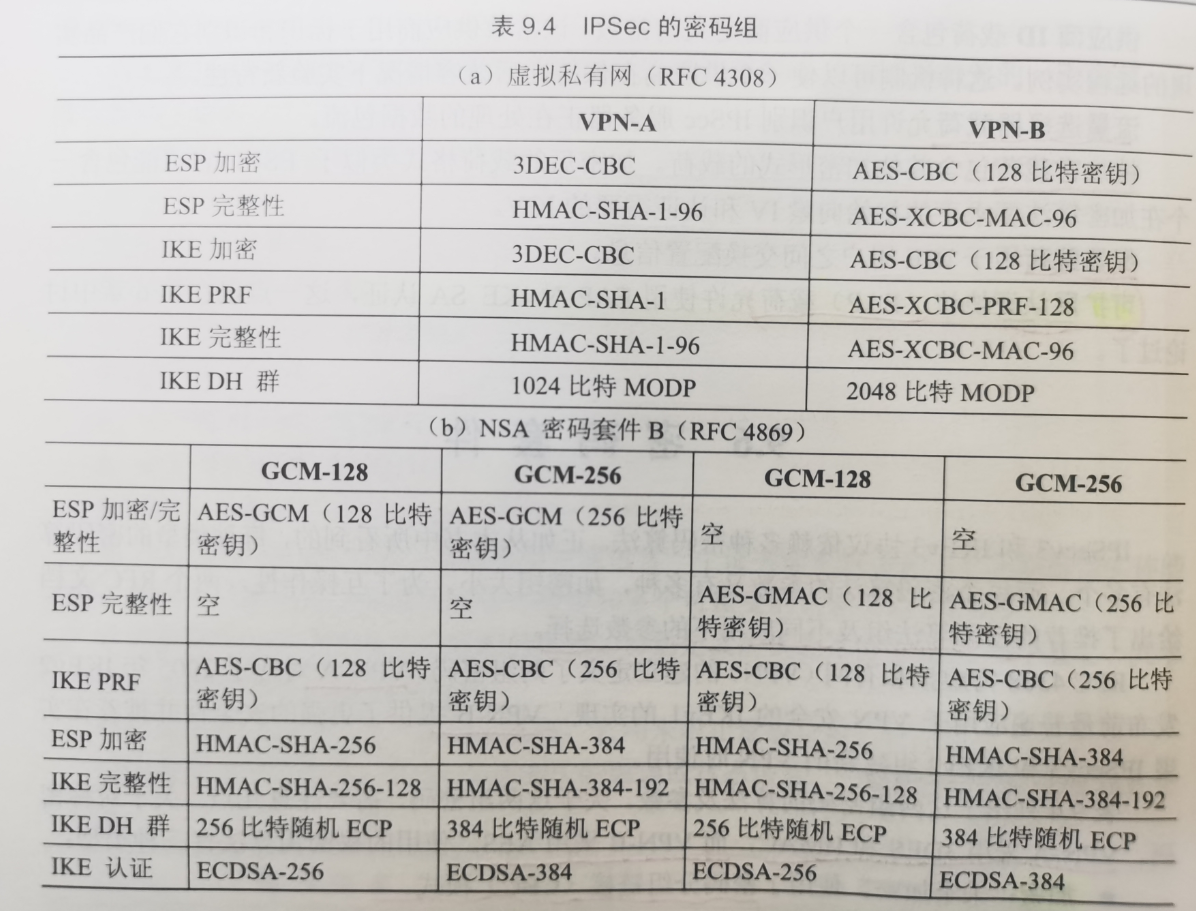 表 9.4 IPSec 的密码组
（a）虚拟私有网（RFC 4308）
VPN-A VPN-B
ESP 加密 3DEC-CBC AES-CBC（128 比特密钥）
ESP 完整性 HMAC-SHA-1-96 AES-XCBC-MAC-96
IKE 加密 3DEC-CBC AES-CBC（128 比特密钥）
IKE PRF HMAC-SHA-1 AES-XCBC-PRF-128
IKE 完整性 HMAC-SHA-1-96 AES-XCBC-MAC-96
IKE DH 群 1024 比特 MODP 2048 比特 MODP
（b）NSA 密码套件 B（RFC 4869）
GCM-128 GCM-256 GCM-128 GCM-256
ESP 加密/完 AES-GCM（128 比特 AES-GCM（256 比特 空 空
整性 密钥） 密钥）
ESP 完整性 空 空 AES-GMAC（128 比 AES-GMAC（256 比
特密钥） 特密钥）
IKE PRF AES-CBC（128 比特 AES-CBC（256 比特 AES-CBC（128 比特 AES-CBC（256 比特
密钥） 密钥） 密钥） 密钥）
ESP 加密 HMAC-SHA-256 HMAC-SHA-384 HMAC-SHA-256 HMAC-SHA-384
IKE 完整性 HMAC-SHA-256-128 HMAC-SHA-384-192 HMAC-SHA-256-128 HMAC-SHA-384-192
IKE DH 群 256 比特随机 ECP 384 比特随机 ECP 256 比特随机 ECP 384 比特随机 ECP
IKE 认证 ECDSA-256 ECDSA-384 ECDSA-256 ECDSA-384